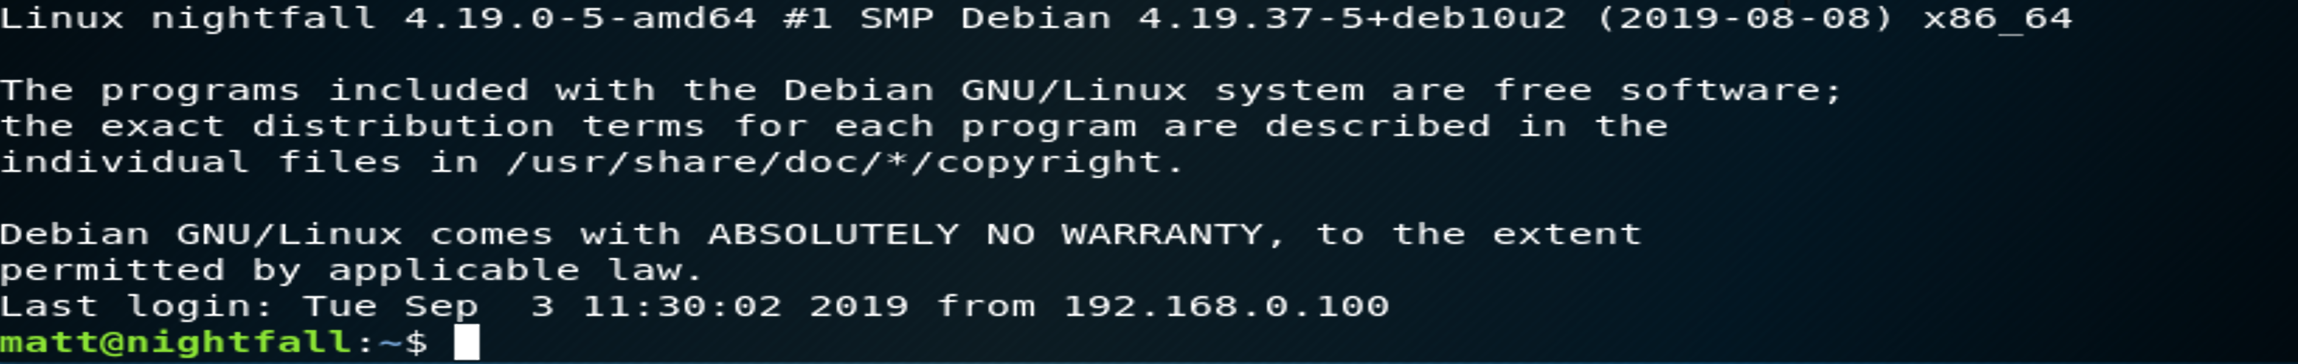 Linux nightfall 4.19.0-5-amd64 #1 SMP Debian 4.19.37-5+deb10u2 (2019-08-08) x86_64
The programs included with the Debian GNU/Linux system are free software;
the exact distribution terms for each program are described in the
individual files in /usr/share/doc/*/copyright.
Debian GNU/Linux comes with ABSOLUTELY NO WARRANTY, to the extent
permitted by applicable law.
Last login: Tue Sep  3 11:30:02 2019 from 192.168.0.100
matt@nightfall:~$